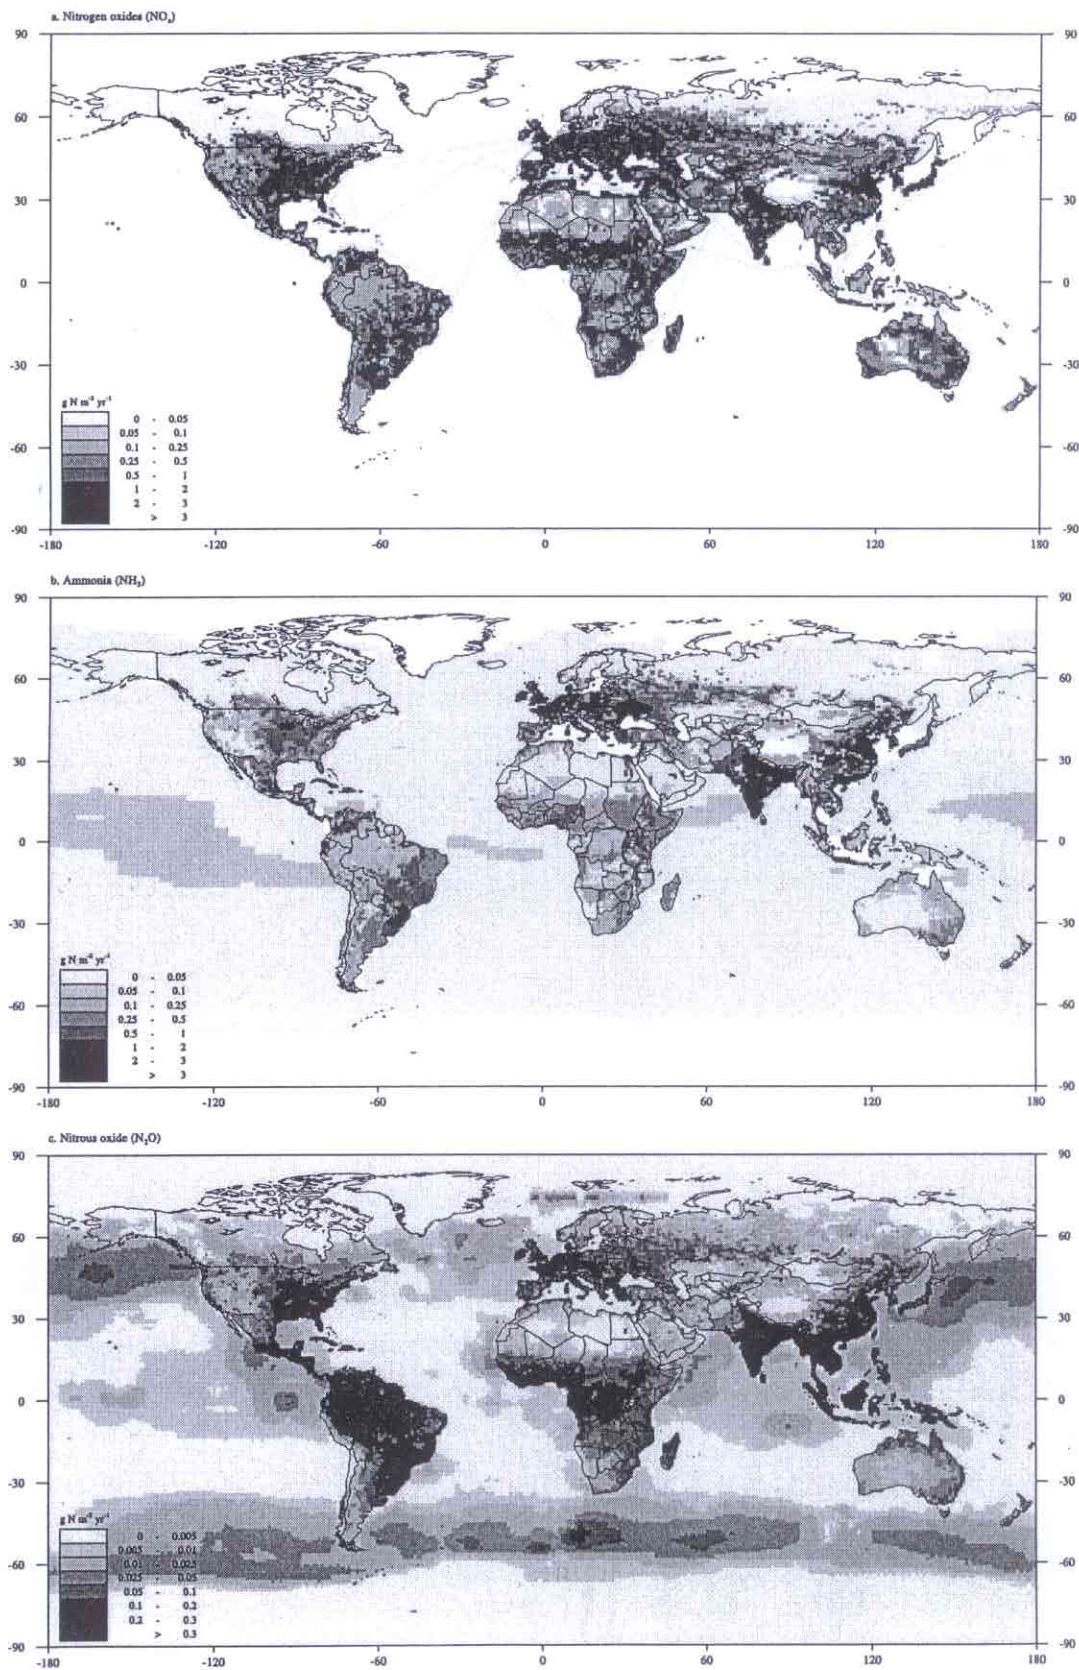 a. Nitrogen oxides (NOₓ)
90 90
60 60
30 30
0 0
-30 -30
g N m⁻² yr⁻¹
0 - 0.05
0.05 - 0.1
0.1 - 0.25
0.25 - 0.5
0.5 - 1
1 - 2
2 - 3
> 3
-60 -60
-90 -90
-180 -120 -60 0 60 120 180
b. Ammonia (NH₃)
90 90
60 60
30 30
0 0
-30 -30
g N m⁻² yr⁻¹
0 - 0.05
0.05 - 0.1
0.1 - 0.25
0.25 - 0.5
0.5 - 1
1 - 2
2 - 3
> 3
-60 -60
-90 -90
-180 -120 -60 0 60 120 180
c. Nitrous oxide (N₂O)
90 90
60 60
30 30
0 0
-30 -30
g N m⁻² yr⁻¹
0 - 0.005
0.005 - 0.01
0.01 - 0.025
0.025 - 0.05
0.05 - 0.1
0.1 - 0.2
0.2 - 0.3
> 0.3
-60 -60
-90 -90
-180 -120 -60 0 60 120 180